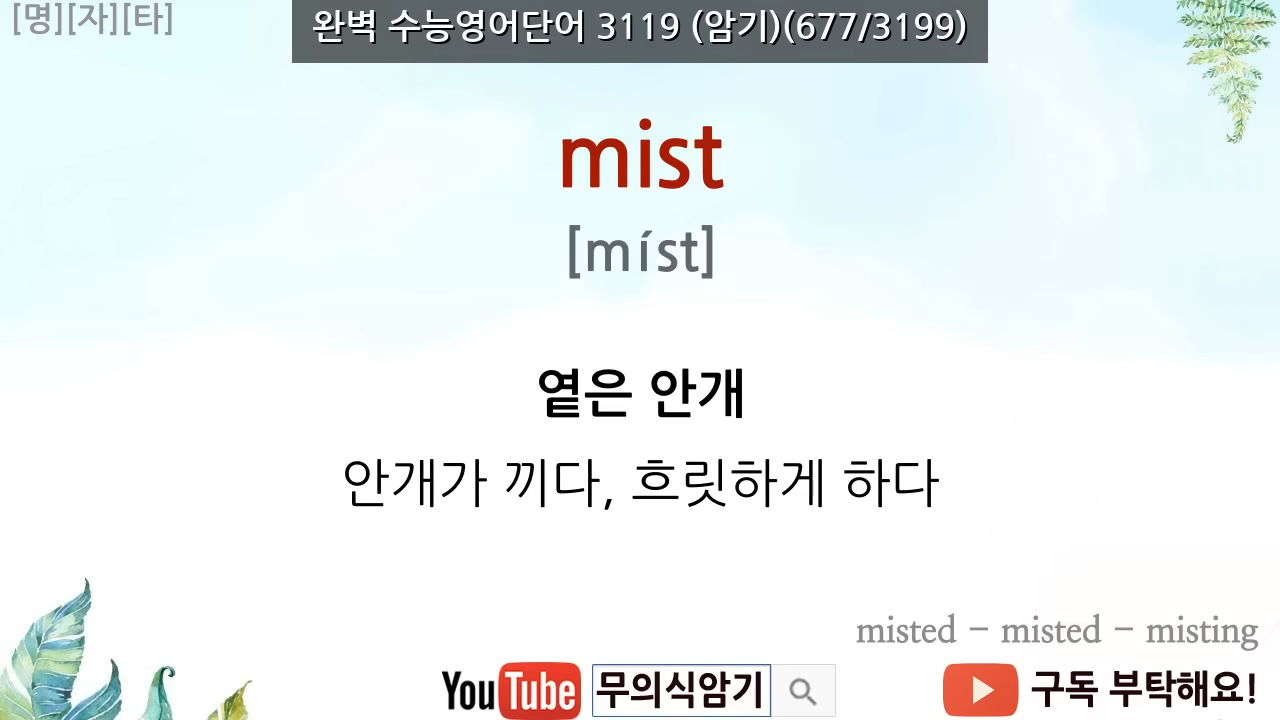 [명][자][타]
완벽 수능영어단어 3119 (암기)(677/3199)
mist
[míst]
옅은 안개
안개가 끼다, 흐릿하게 하다
misted - misted - misting
YouTube 무의식암기 구독 부탁해요!